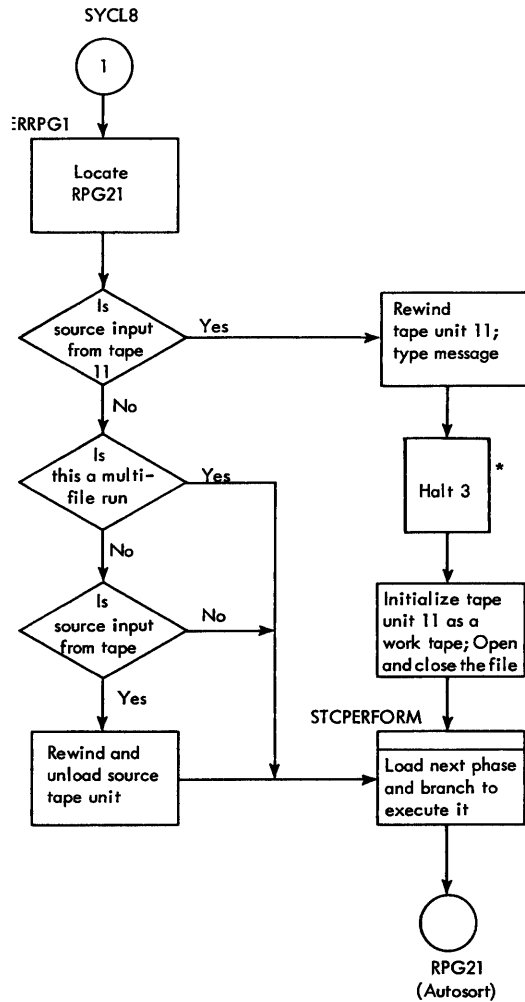 SYCL8
1
ERRPG1
Locate
RPG21
Is
source input
from tape
11
Yes
No
Rewind
tape unit 11;
type message
Is
this a multi-
file run
Yes
No
Halt 3
*
Is
source input
from tape
No
Yes
Initialize tape
unit 11 as a
work tape; Open
and close the file
STCPERFORM
Rewind and
unload source
tape unit
Load next phase
and branch to
execute it
RPG21
(Autosort)